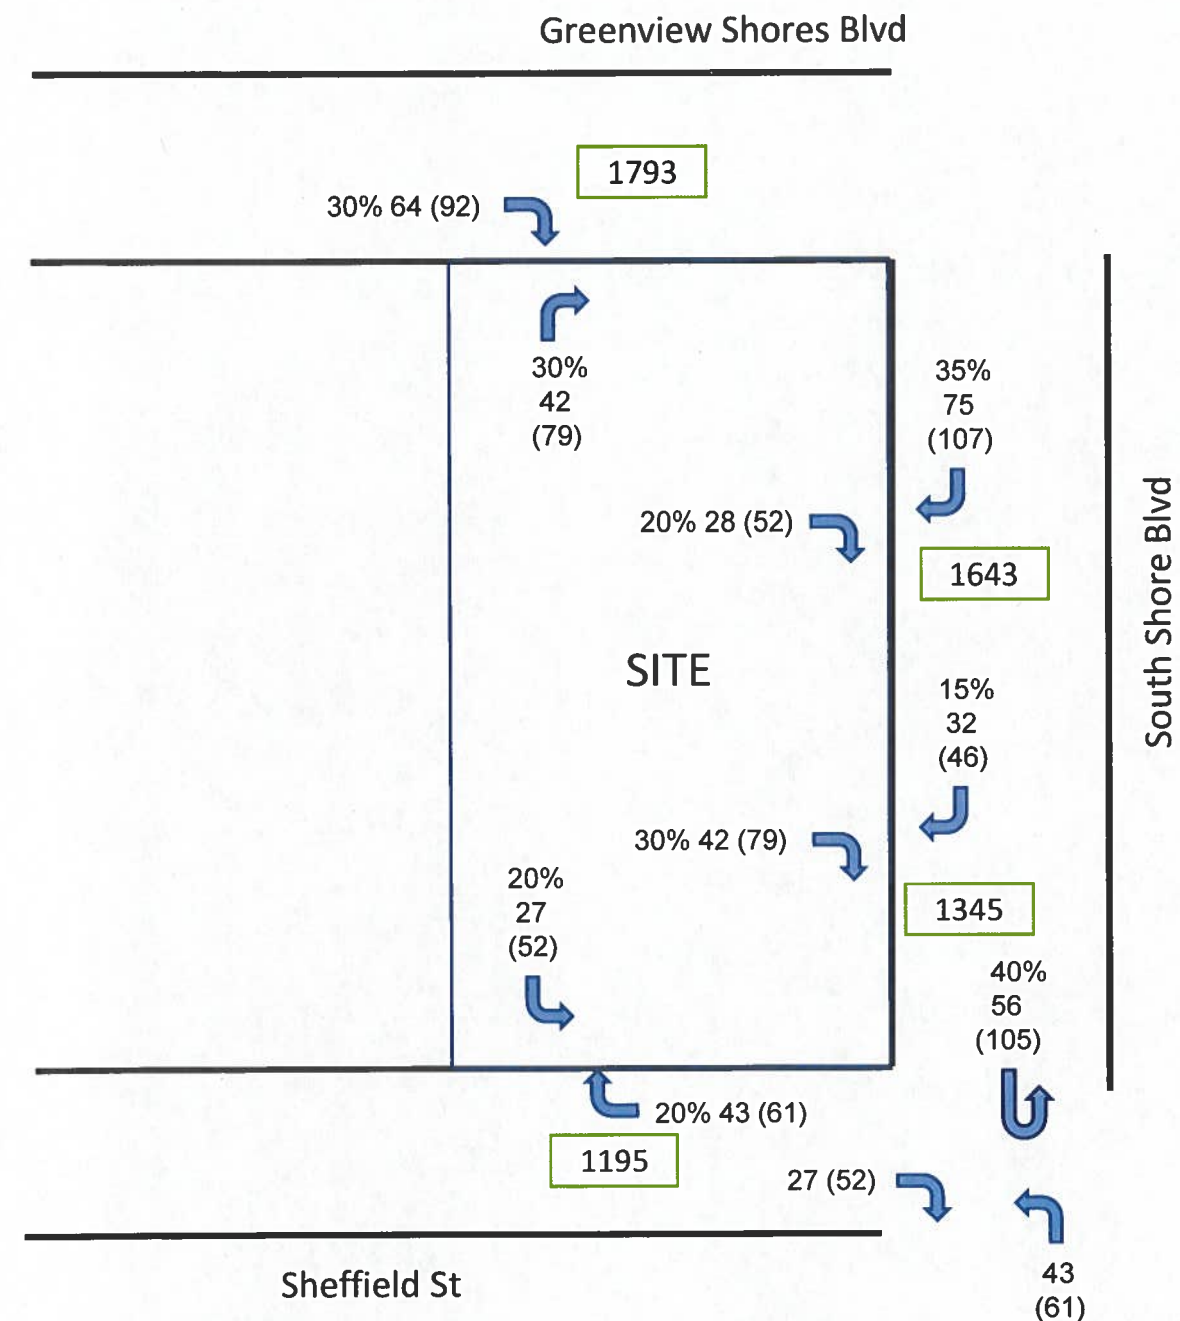 Greenview Shores Blvd
1793
30% 64 (92)
30%
42
(79)
35%
75
(107)
20% 28 (52)
1643
South Shore Blvd
SITE
15%
32
(46)
30% 42 (79)
20%
27
(52)
1345
40%
56
(105)
20% 43 (61)
1195
27 (52)
43
(61)
Sheffield St